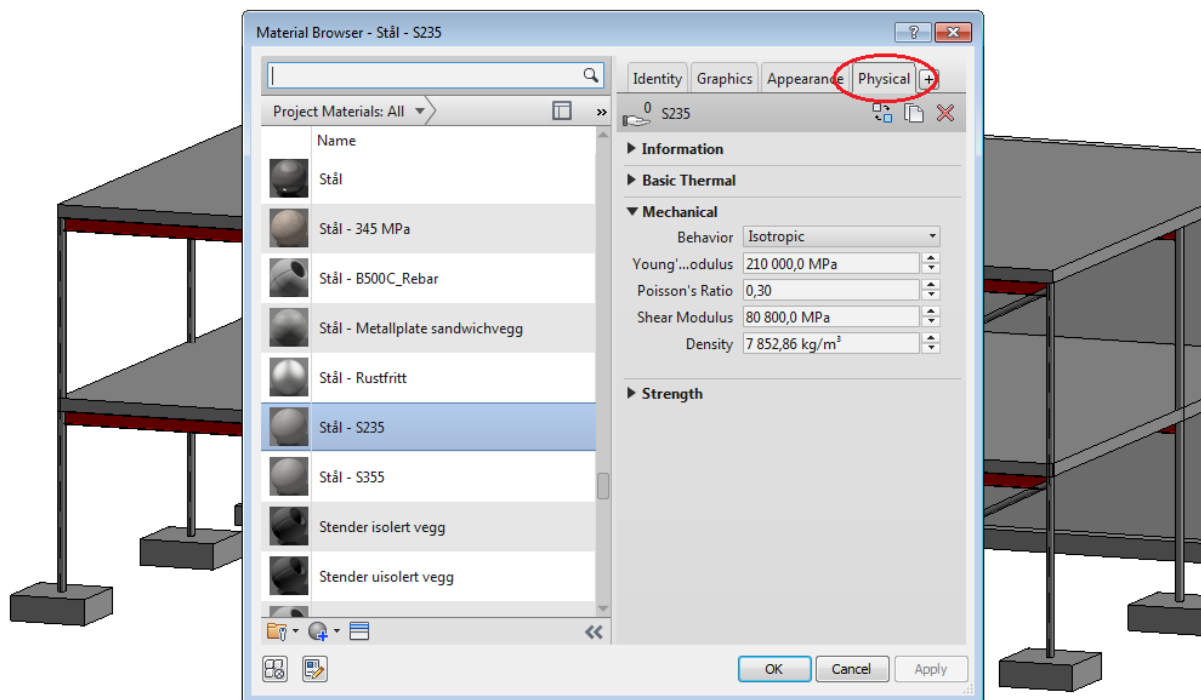 Material Browser - Stål - S235
Identity Graphics Appearance Physical +
Project Materials: All »
0 S235
Name
Stål
Stål - 345 MPa
Stål - B500C_Rebar
Stål - Metallplate sandwichvegg
Stål - Rustfritt
Stål - S235
Stål - S355
Stender isolert vegg
Stender uisolert vegg
Information
Basic Thermal
Mechanical
Behavior Isotropic
Young'...odulus 210 000,0 MPa
Poisson's Ratio 0,30
Shear Modulus 80 800,0 MPa
Density 7 852,86 kg/m³
Strength
OK Cancel Apply